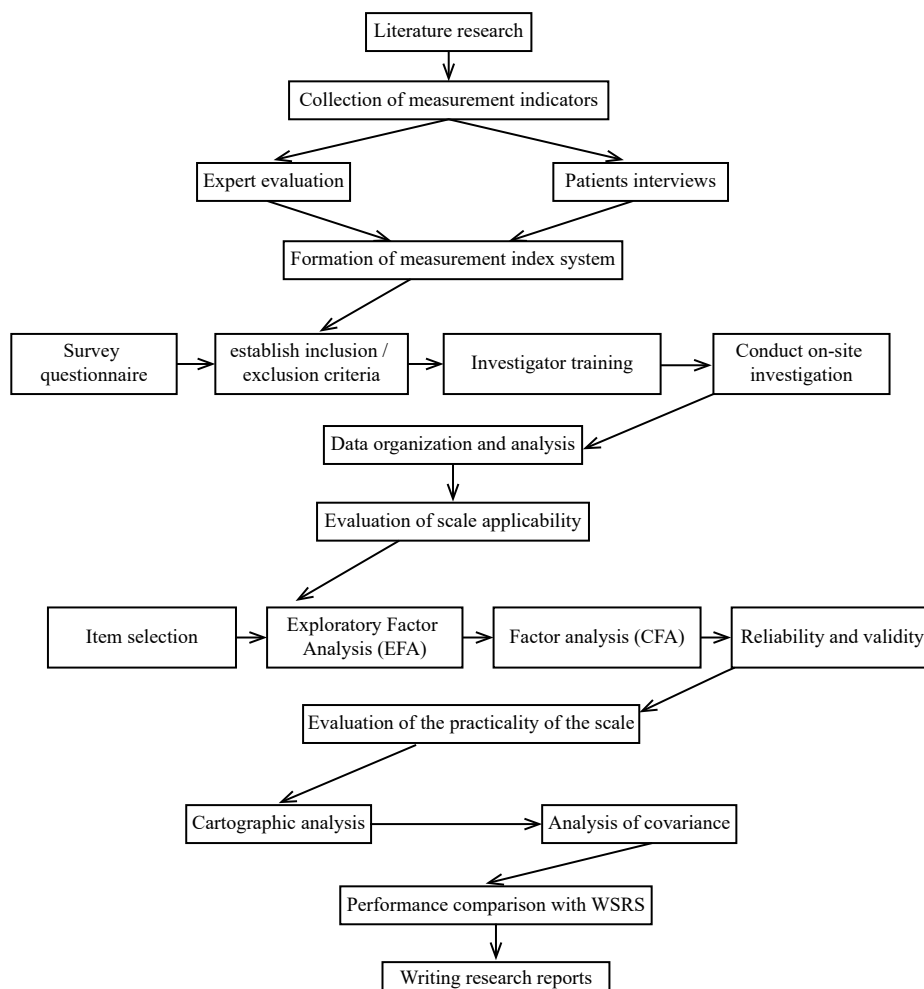 Literature research
Collection of measurement indicators
Expert evaluation
Patients interviews
Formation of measurement index system
Survey
questionnaire
establish inclusion /
exclusion criteria
Investigator training
Conduct on-site
investigation
Data organization and analysis
Evaluation of scale applicability
Item selection
Exploratory Factor
Analysis (EFA)
Factor analysis (CFA)
Reliability and validity
Evaluation of the practicality of the scale
Cartographic analysis
Analysis of covariance
Performance comparison with WSRS
Writing research reports